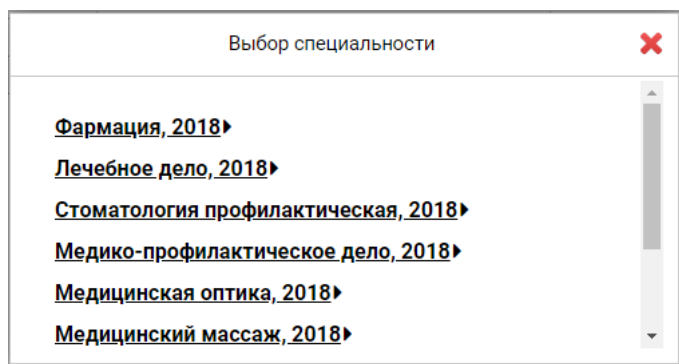 Выбор специальности
Фармация, 2018
Лечебное дело, 2018
Стоматология профилактическая, 2018
Медико-профилактическое дело, 2018
Медицинская оптика, 2018
Медицинский массаж, 2018